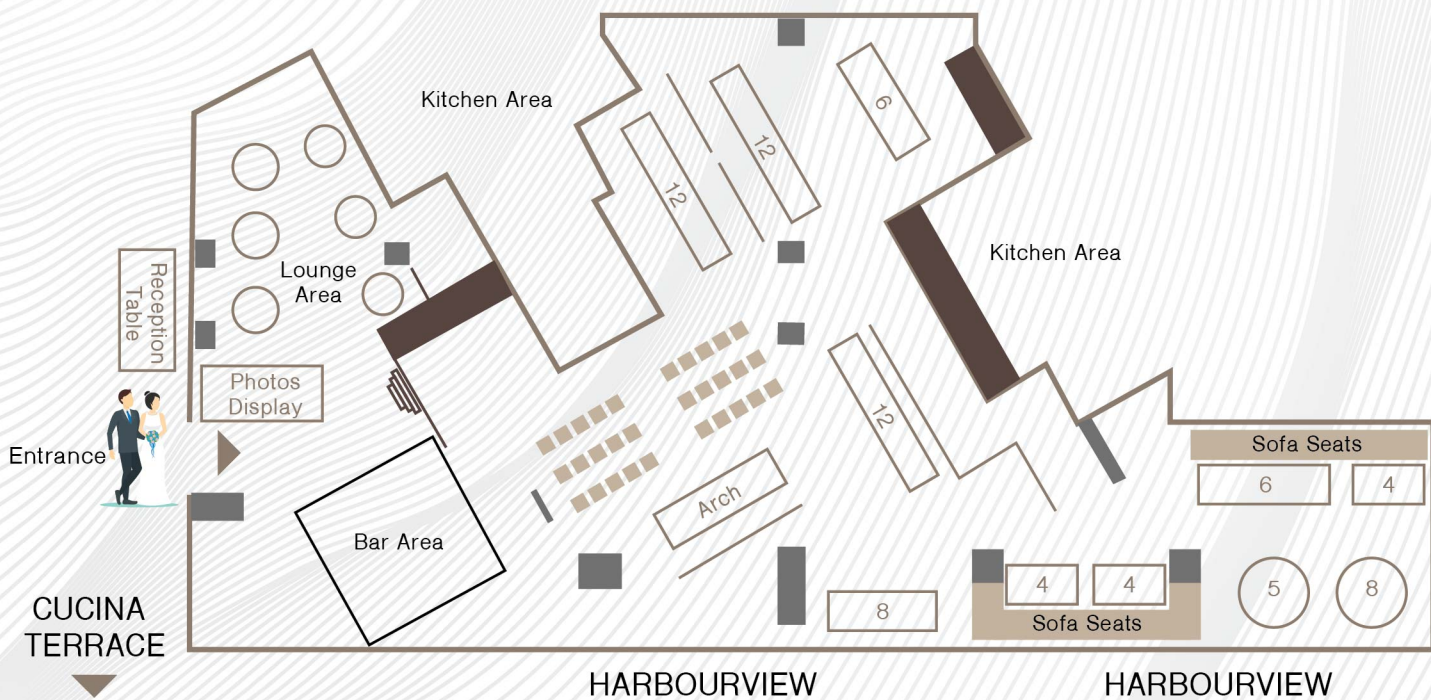 Kitchen Area
6
12
12
Kitchen Area
Lounge
Area
Reception
Table
Photos
Display
Entrance
12
Sofa Seats
6
4
Arch
Bar Area
4
4
5
8
8
Sofa Seats
CUCINA
TERRACE
HARBOURVIEW
HARBOURVIEW